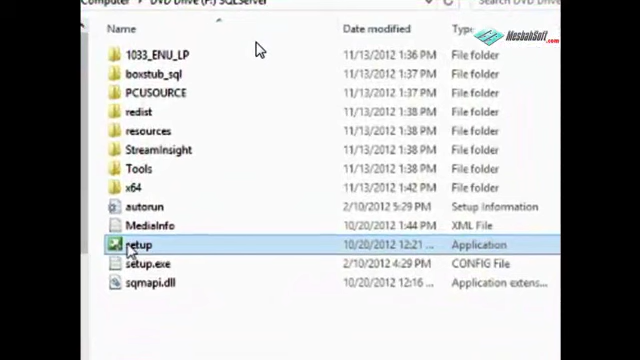 Computer ▸ DVD Drive (F:) SQLServer
Search DVD Drive
MesbahSoft.com
Name Date modified Type
1033_ENU_LP 11/13/2012 1:36 PM File folder
boxstub_sql 11/13/2012 1:37 PM File folder
PCUSOURCE 11/13/2012 1:37 PM File folder
redist 11/13/2012 1:38 PM File folder
resources 11/13/2012 1:38 PM File folder
StreamInsight 11/13/2012 1:38 PM File folder
Tools 11/13/2012 1:38 PM File folder
x64 11/13/2012 1:42 PM File folder
autorun 2/10/2012 5:29 PM Setup Information
MediaInfo 10/20/2012 1:44 PM XML File
setup 10/20/2012 12:21 ... Application
setup.exe 2/10/2012 4:29 PM CONFIG File
sqmapi.dll 10/20/2012 12:16 ... Application extens...